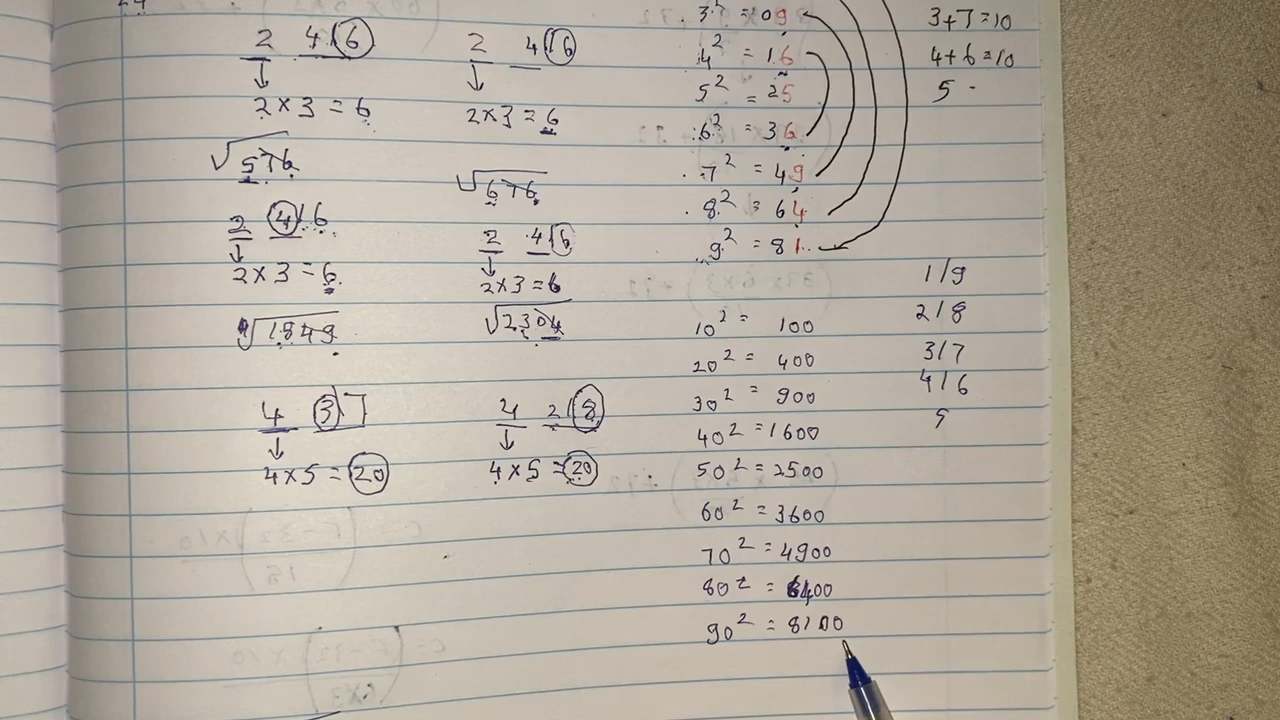 2 4/6
↓
2 × 3 = 6
√576
2 4/6
↓
2 × 3 = 6
√1849
4 3/7
↓
4 × 5 = 20
2 4/6
↓
2 × 3 = 6
√676
2 4/6
↓
2 × 3 = 6
√2304
4 2/8
↓
4 × 5 = 20
3² = 09
4² = 16
5² = 25
6² = 36
7² = 49
8² = 64
9² = 81
10² = 100
20² = 400
30² = 900
40² = 1600
50² = 2500
60² = 3600
70² = 4900
80² = 6400
90² = 8100
3+7=10
4+6=10
5
1/9
2/8
3/7
4/6
5